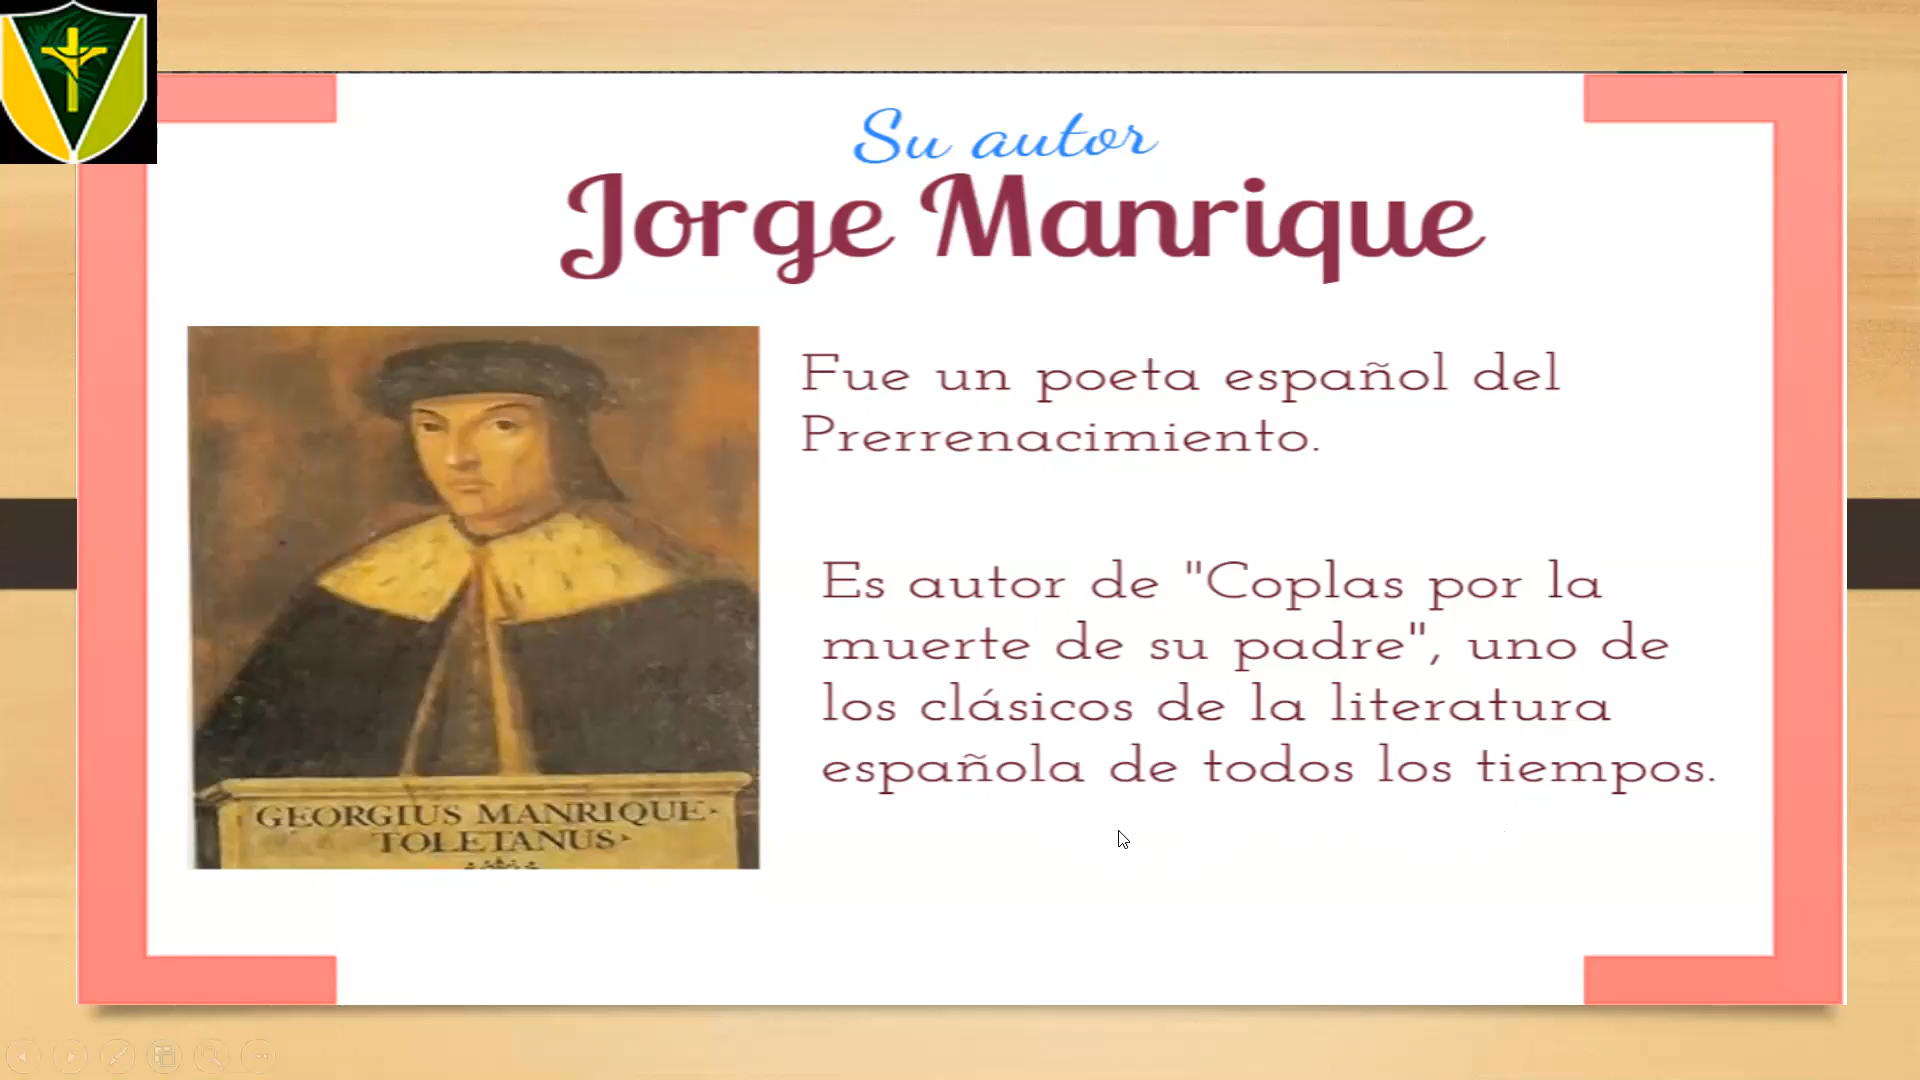 Su autor
Jorge Manrique
Fue un poeta español del
Prerrenacimiento.
Es autor de "Coplas por la
muerte de su padre", uno de
los clásicos de la literatura
española de todos los tiempos.
GEORGIUS MANRIQUE·
TOLETANUS·